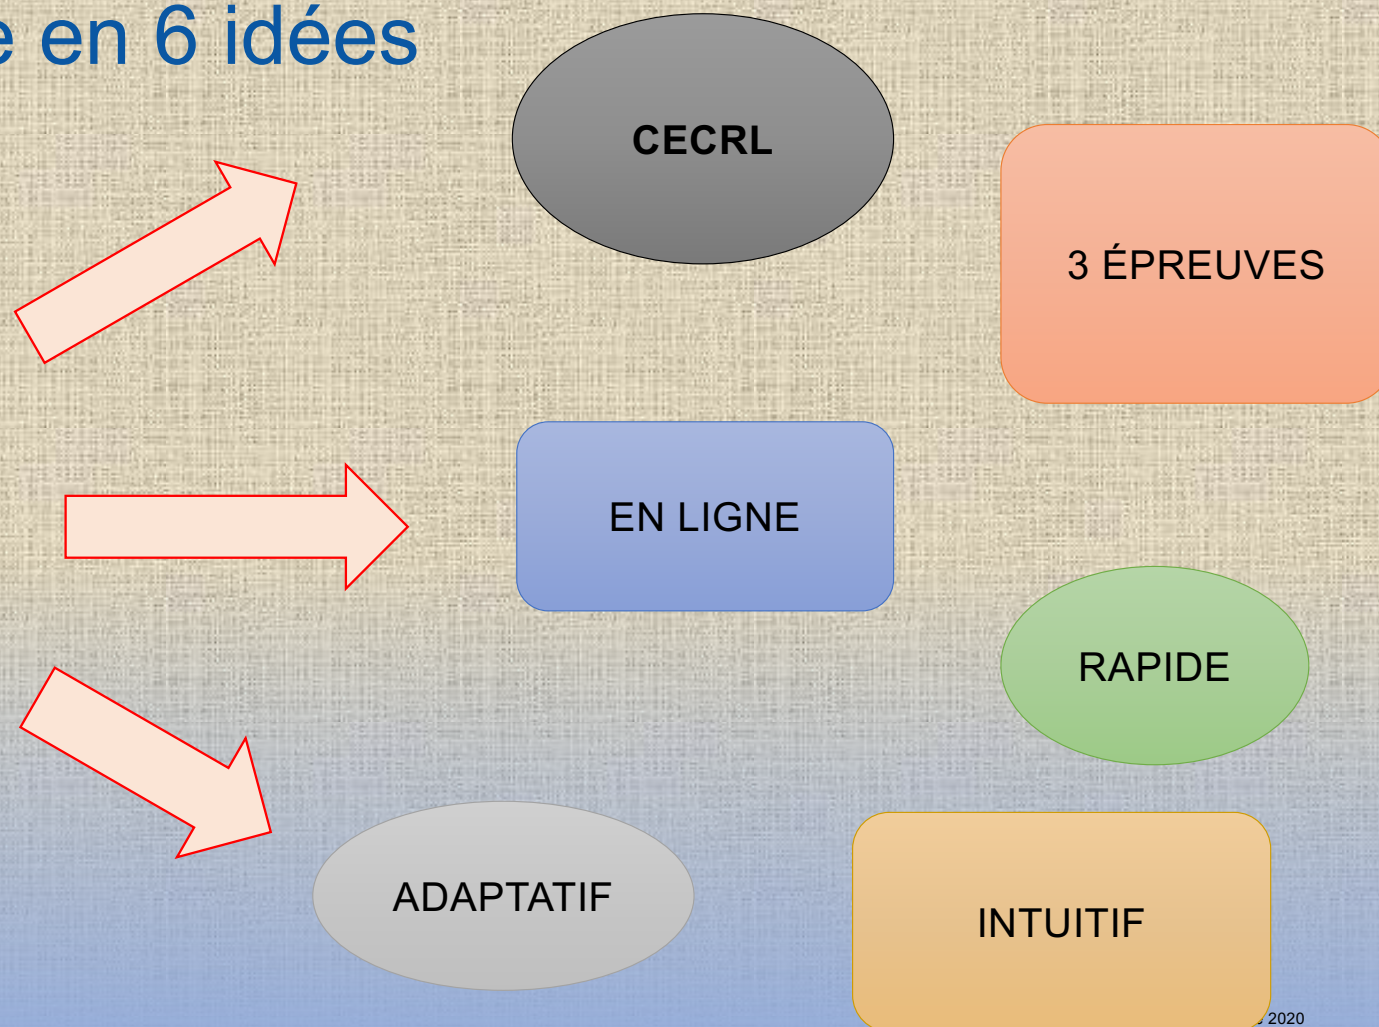 en 6 idées
CECRL
3 ÉPREUVES
EN LIGNE
RAPIDE
ADAPTATIF
INTUITIF
2020